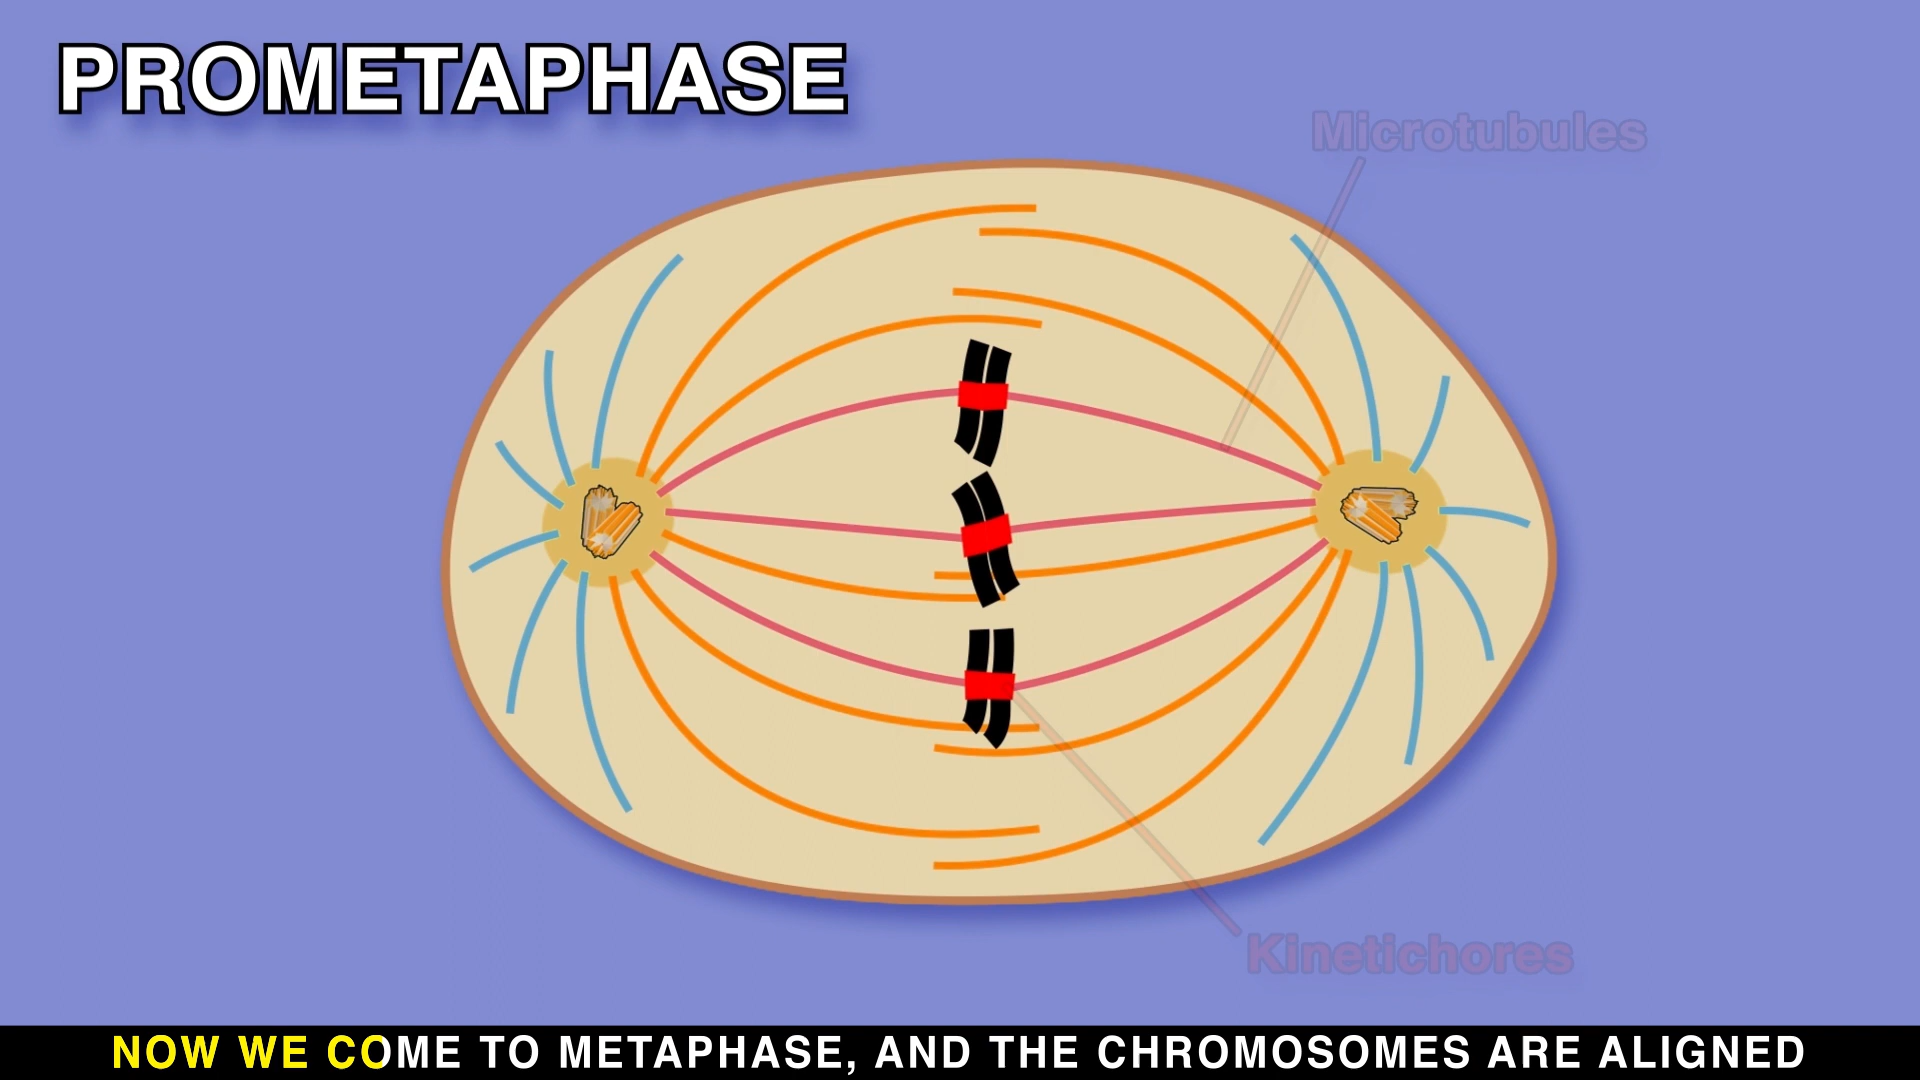 PROMETAPHASE
Microtubules
Kinetichores
NOW WE COME TO METAPHASE, AND THE CHROMOSOMES ARE ALIGNED